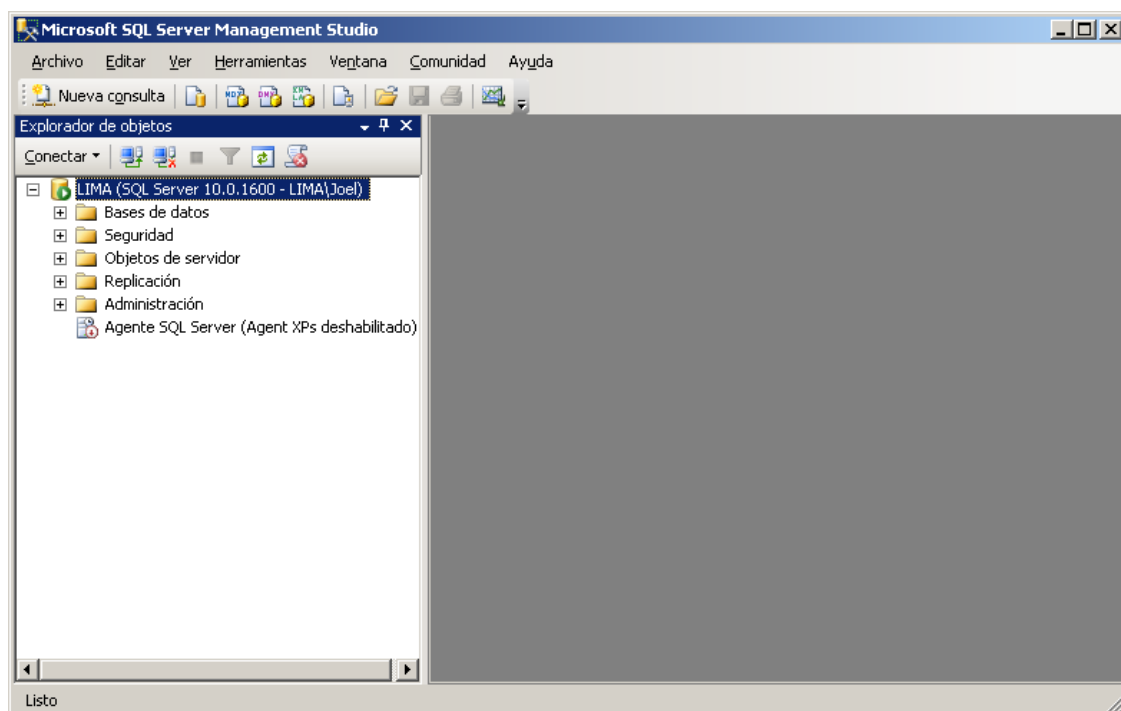 Microsoft SQL Server Management Studio
Archivo Editar Ver Herramientas Ventana Comunidad Ayuda
Nueva consulta
Explorador de objetos
Conectar
LIMA (SQL Server 10.0.1600 - LIMA\Joel)
Bases de datos
Seguridad
Objetos de servidor
Replicación
Administración
Agente SQL Server (Agent XPs deshabilitado)
Listo